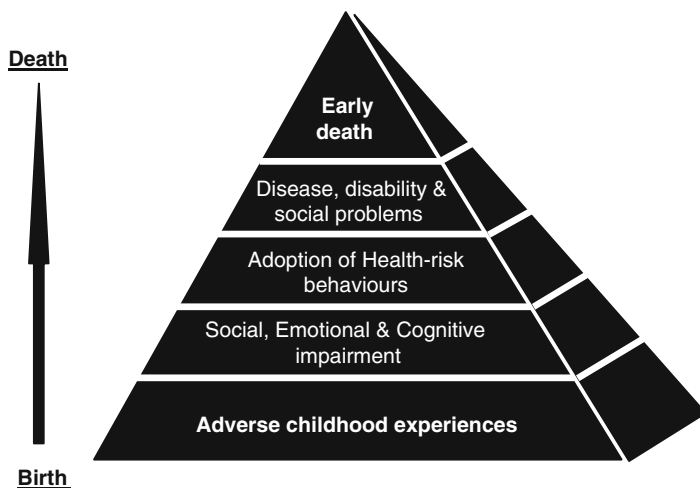 Death
Early
death
Disease, disability &
social problems
Adoption of Health-risk
behaviours
Social, Emotional & Cognitive
impairment
Adverse childhood experiences
Birth